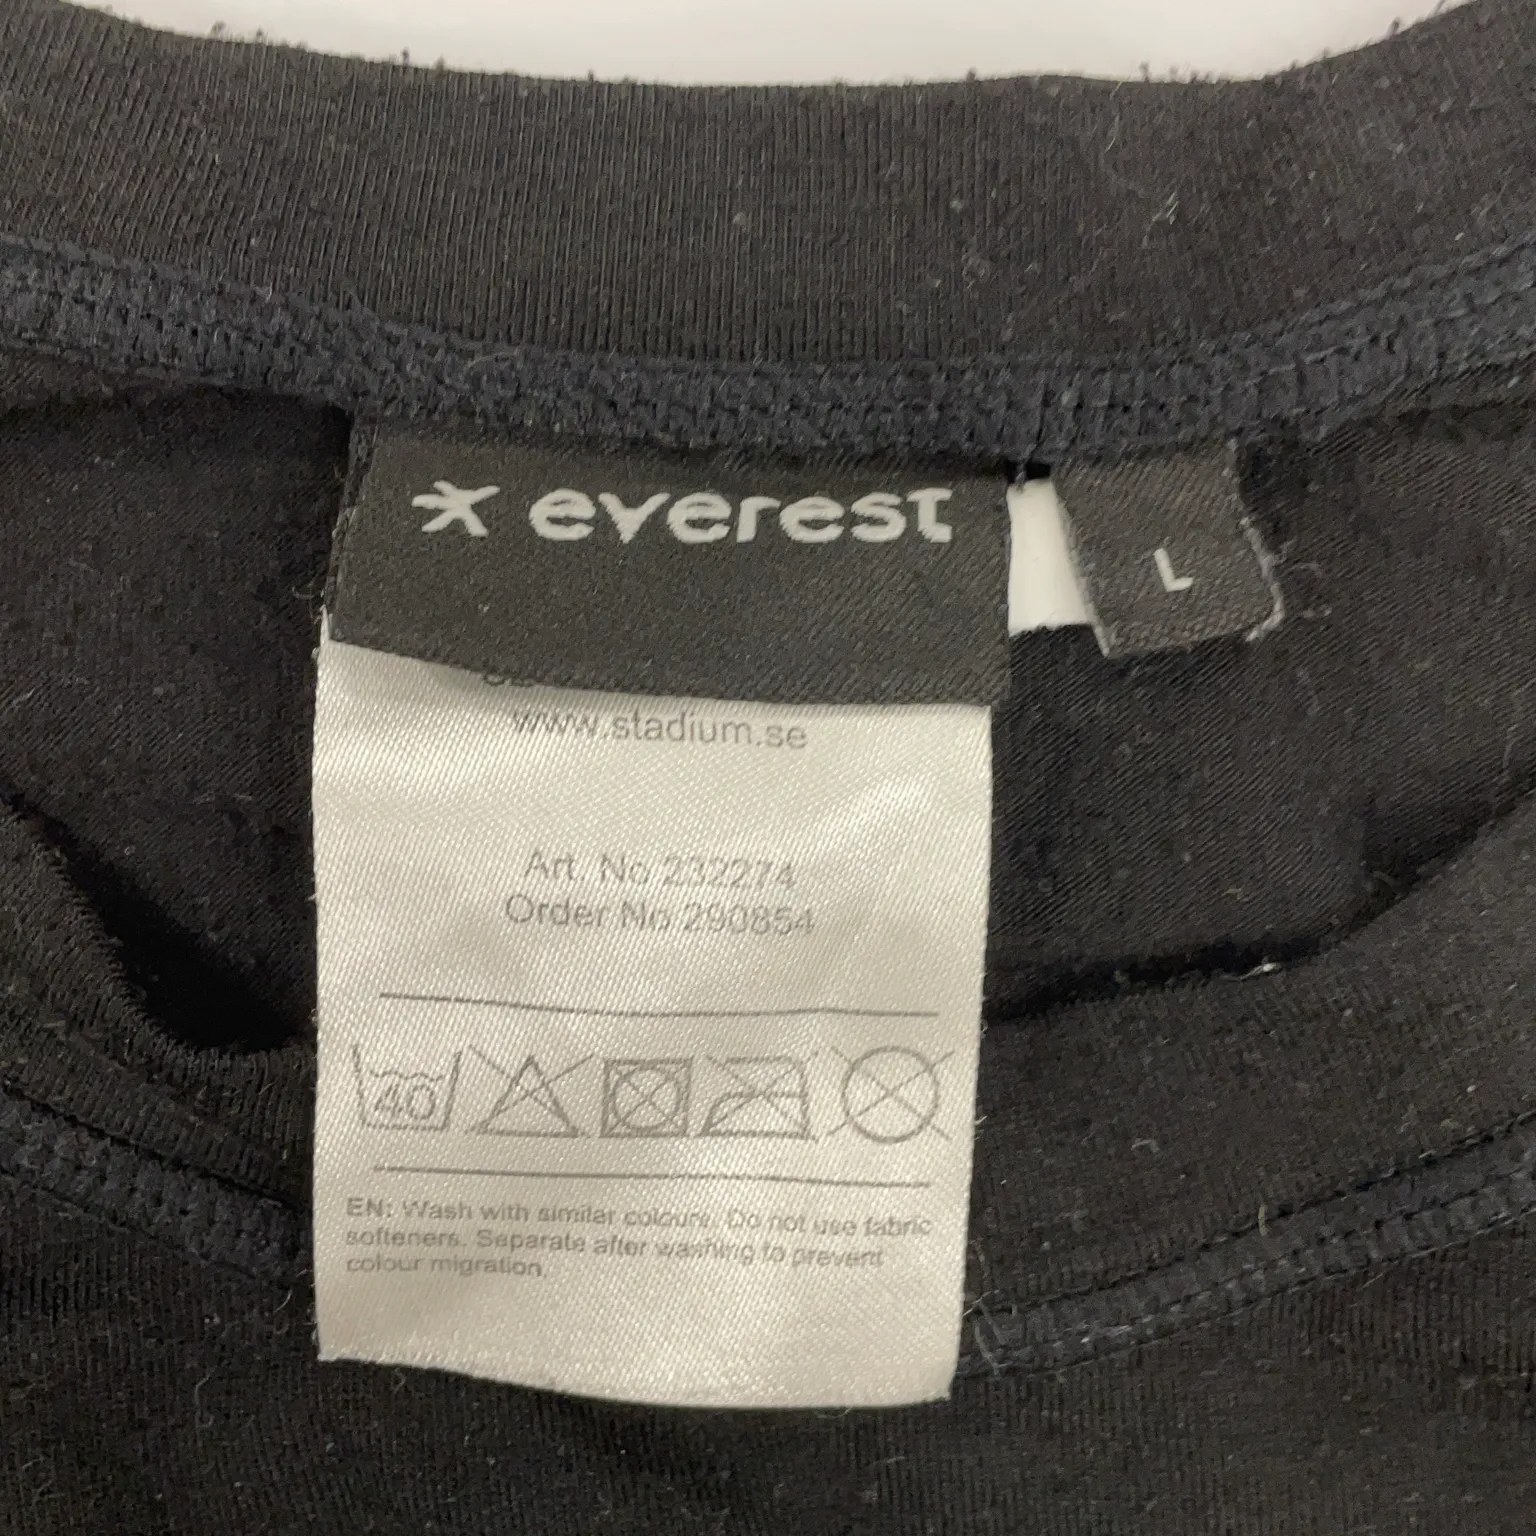 everest
L
www.stadium.se
Art. No 232274
Order No 290854
40
EN: Wash with similar colours. Do not use fabric
softeners. Separate after washing to prevent
colour migration.